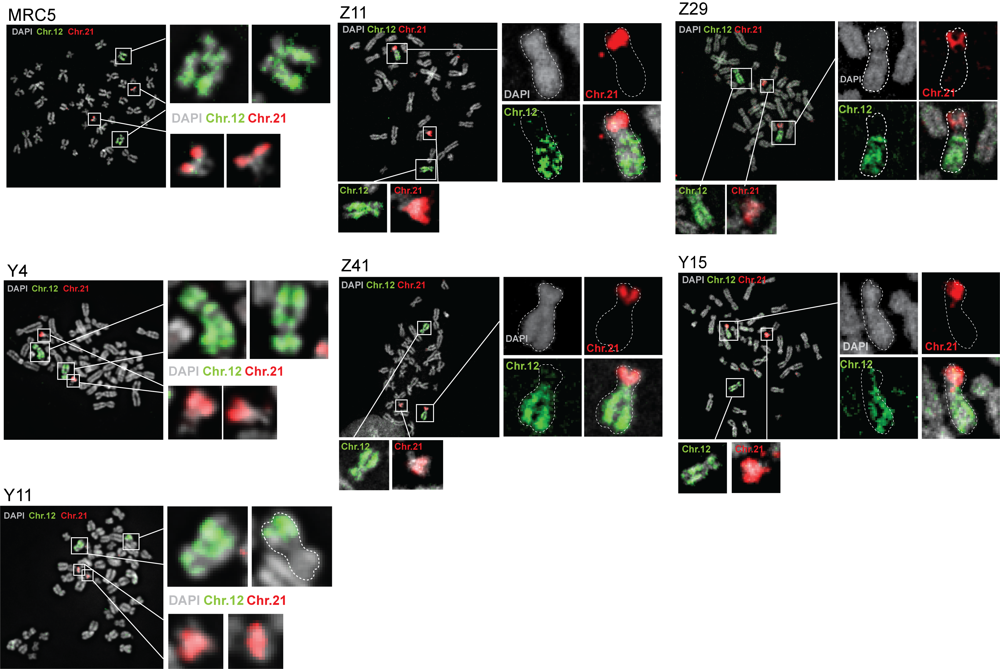 MRC5
DAPI Chr.12 Chr.21
DAPI Chr.12 Chr.21
Z11
DAPI Chr.12 Chr.21
DAPI
Chr.21
Chr.12
Chr.12
Chr.21
Z29
DAPI Chr.12 Chr.21
DAPI
Chr.21
Chr.12
Chr.12
Chr.21
Y4
DAPI Chr.12 Chr.21
DAPI Chr.12 Chr.21
Z41
DAPI Chr.12 Chr.21
DAPI
Chr.21
Chr.12
Chr.12
Chr.21
Y15
DAPI Chr.12 Chr.21
DAPI
Chr.21
Chr.12
Chr.12
Chr.21
Y11
DAPI Chr.12 Chr.21
DAPI Chr.12 Chr.21